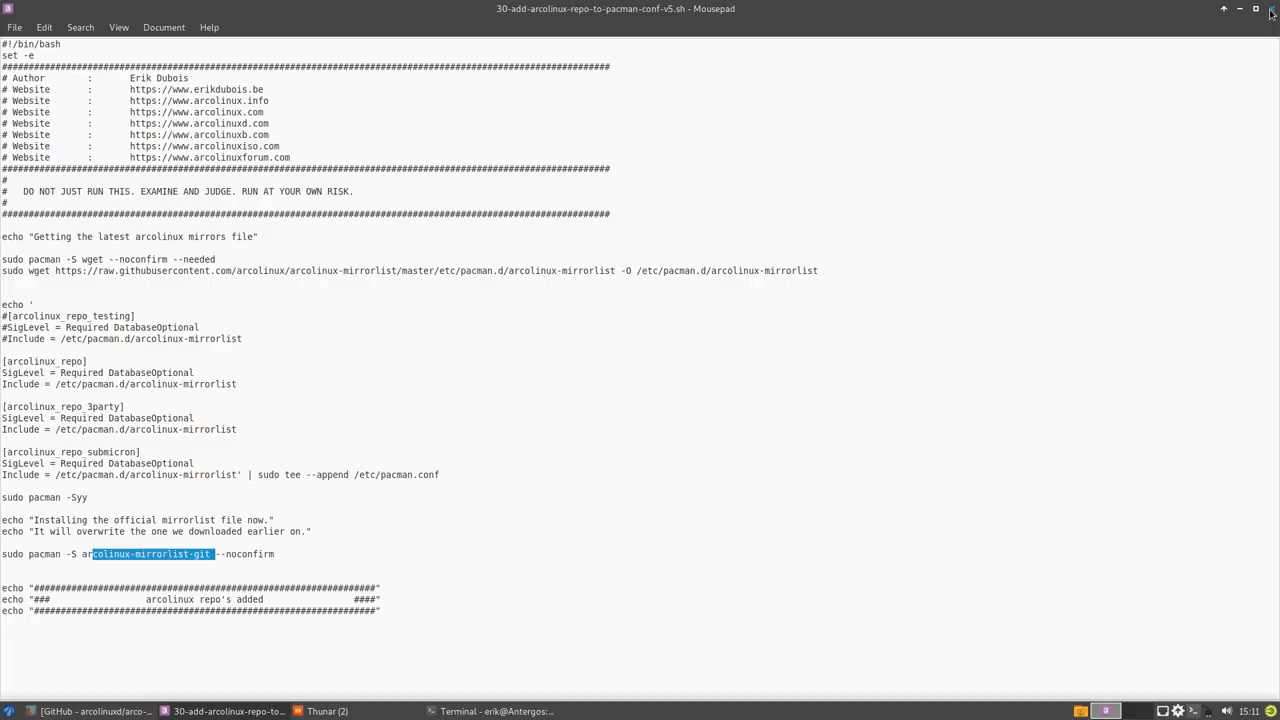 30-add-arcolinux-repo-to-pacman-conf-v5.sh - Mousepad
File Edit Search View Document Help
#!/bin/bash
set -e
##################################################################################################################
# Author : Erik Dubois
# Website : https://www.erikdubois.be
# Website : https://www.arcolinux.info
# Website : https://www.arcolinux.com
# Website : https://www.arcolinuxd.com
# Website : https://www.arcolinuxb.com
# Website : https://www.arcolinuxiso.com
# Website : https://www.arcolinuxforum.com
##################################################################################################################
#
# DO NOT JUST RUN THIS. EXAMINE AND JUDGE. RUN AT YOUR OWN RISK.
#
##################################################################################################################
echo "Getting the latest arcolinux mirrors file"
sudo pacman -S wget --noconfirm --needed
sudo wget https://raw.githubusercontent.com/arcolinux/arcolinux-mirrorlist/master/etc/pacman.d/arcolinux-mirrorlist -O /etc/pacman.d/arcolinux-mirrorlist
echo '
#[arcolinux_repo_testing]
#SigLevel = Required DatabaseOptional
#Include = /etc/pacman.d/arcolinux-mirrorlist
[arcolinux_repo]
SigLevel = Required DatabaseOptional
Include = /etc/pacman.d/arcolinux-mirrorlist
[arcolinux_repo_3party]
SigLevel = Required DatabaseOptional
Include = /etc/pacman.d/arcolinux-mirrorlist
[arcolinux_repo_submicron]
SigLevel = Required DatabaseOptional
Include = /etc/pacman.d/arcolinux-mirrorlist' | sudo tee --append /etc/pacman.conf
sudo pacman -Syy
echo "Installing the official mirrorlist file now."
echo "It will overwrite the one we downloaded earlier on."
sudo pacman -S arcolinux-mirrorlist-git --noconfirm
echo "################################################################"
echo "### arcolinux repo's added ####"
echo "################################################################"
[GitHub - arcolinuxd/arco-... 30-add-arcolinux-repo-to... Thunar (2) Terminal - erik@Antergos:... 15:11